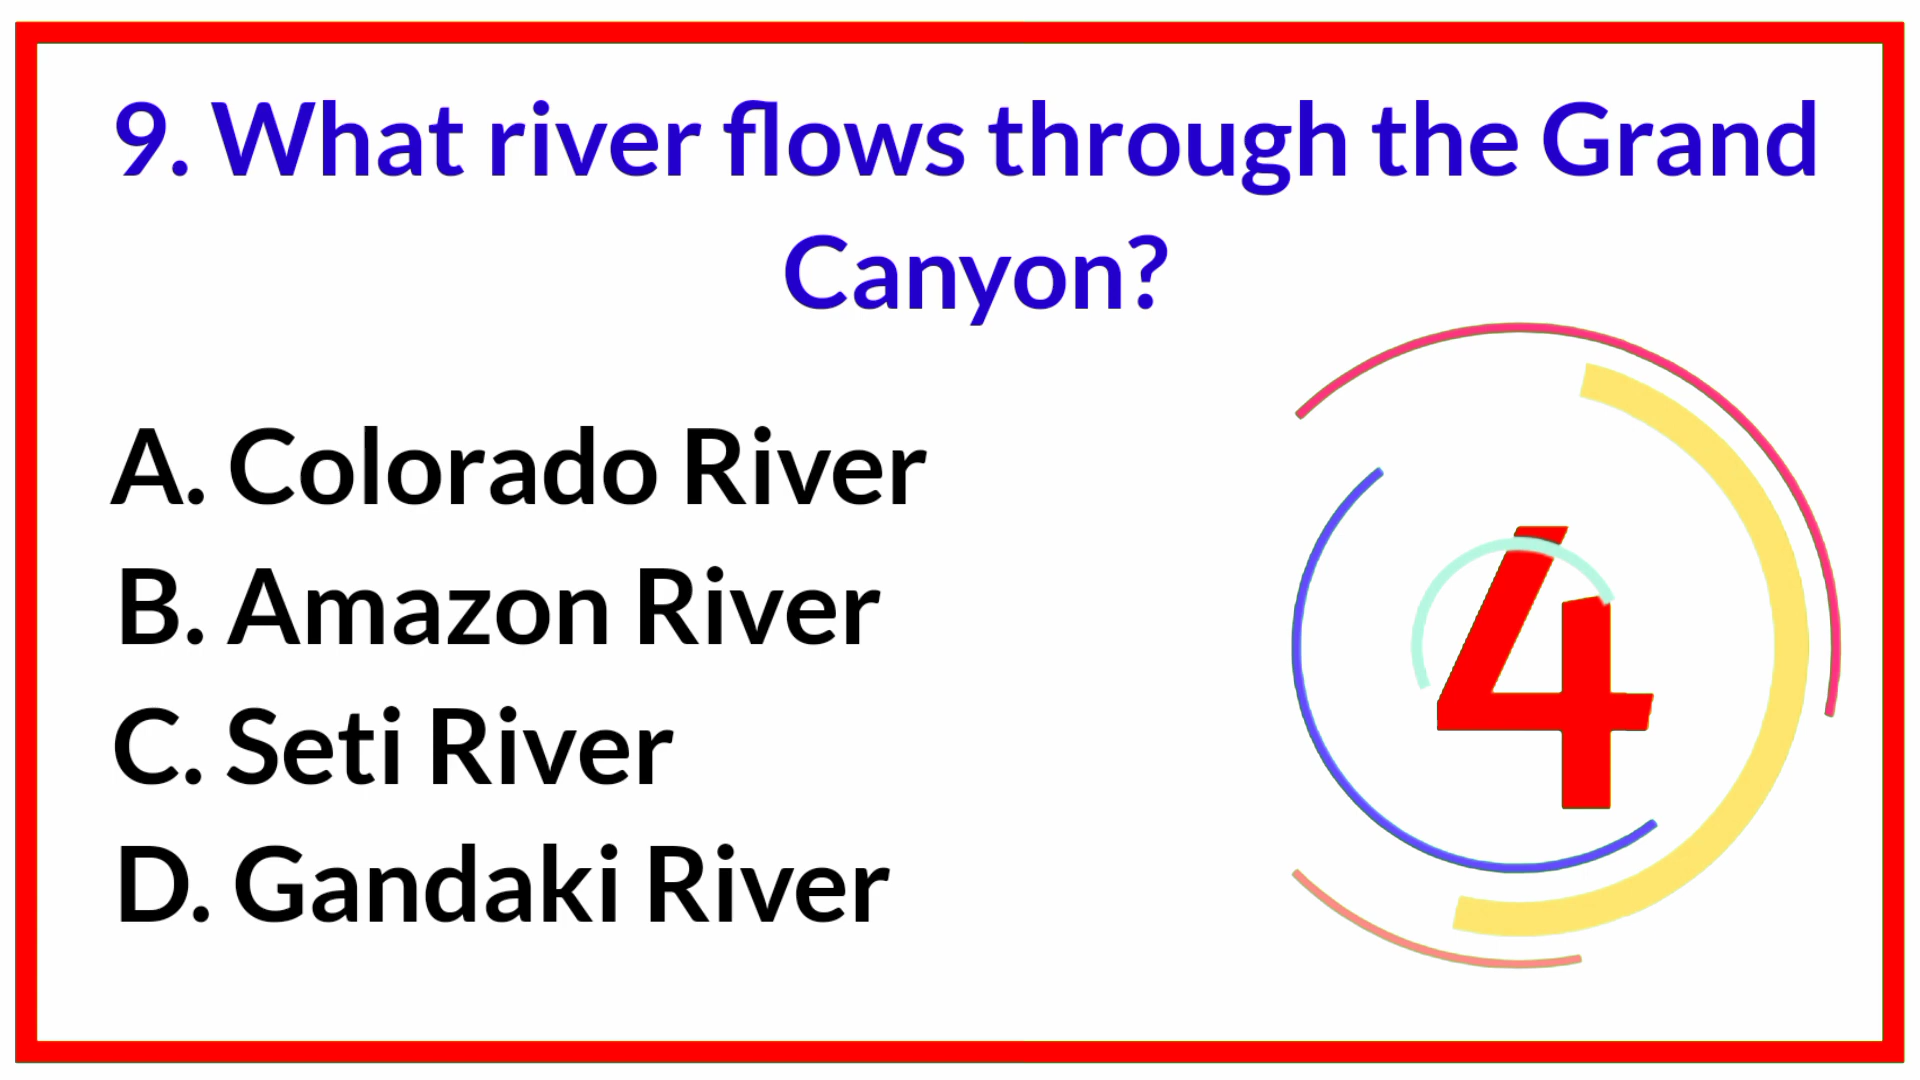 9. What river flows through the Grand
Canyon?
A. Colorado River
B. Amazon River
C. Seti River
D. Gandaki River
4